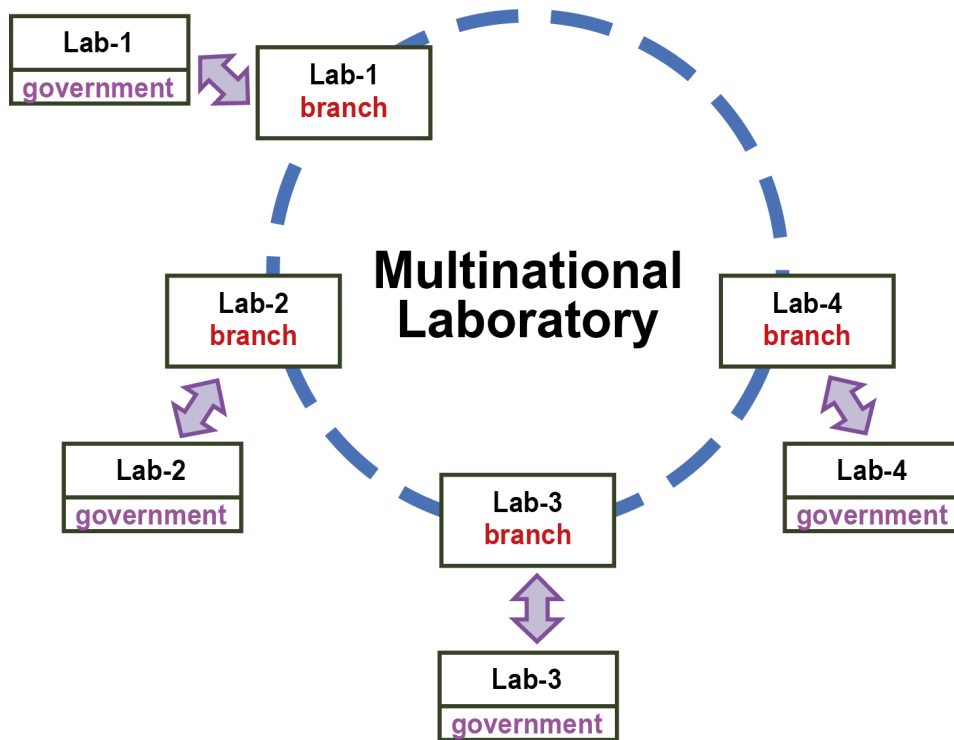 Lab-1
government
Lab-1
branch
Multinational
Laboratory
Lab-2
branch
Lab-4
branch
Lab-2
government
Lab-4
government
Lab-3
branch
Lab-3
government